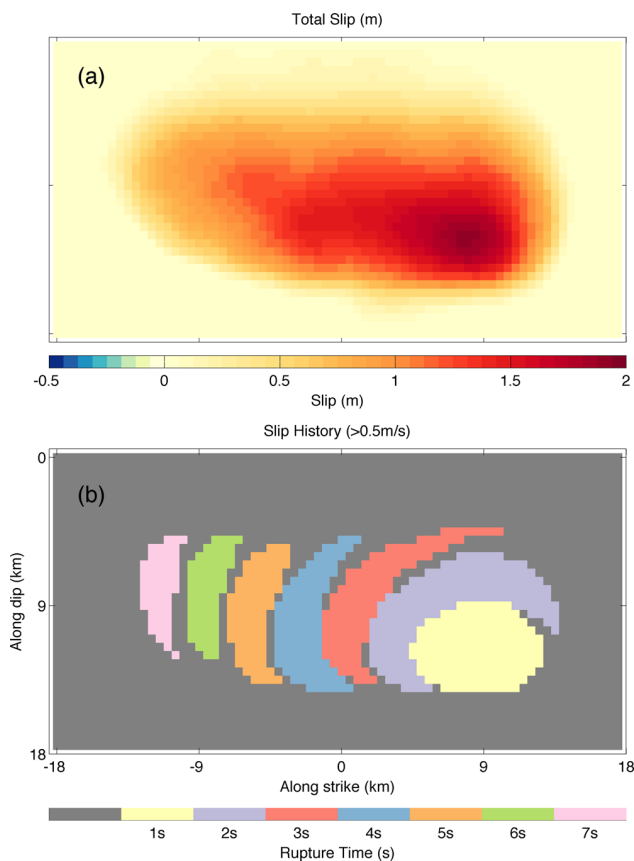 Total Slip (m)
(a)
-0.5 0 0.5 1 1.5 2
Slip (m)
Slip History (>0.5m/s)
(b)
0
9
18
Along dip (km)
-18 -9 0 9 18
Along strike (km)
1s 2s 3s 4s 5s 6s 7s
Rupture Time (s)